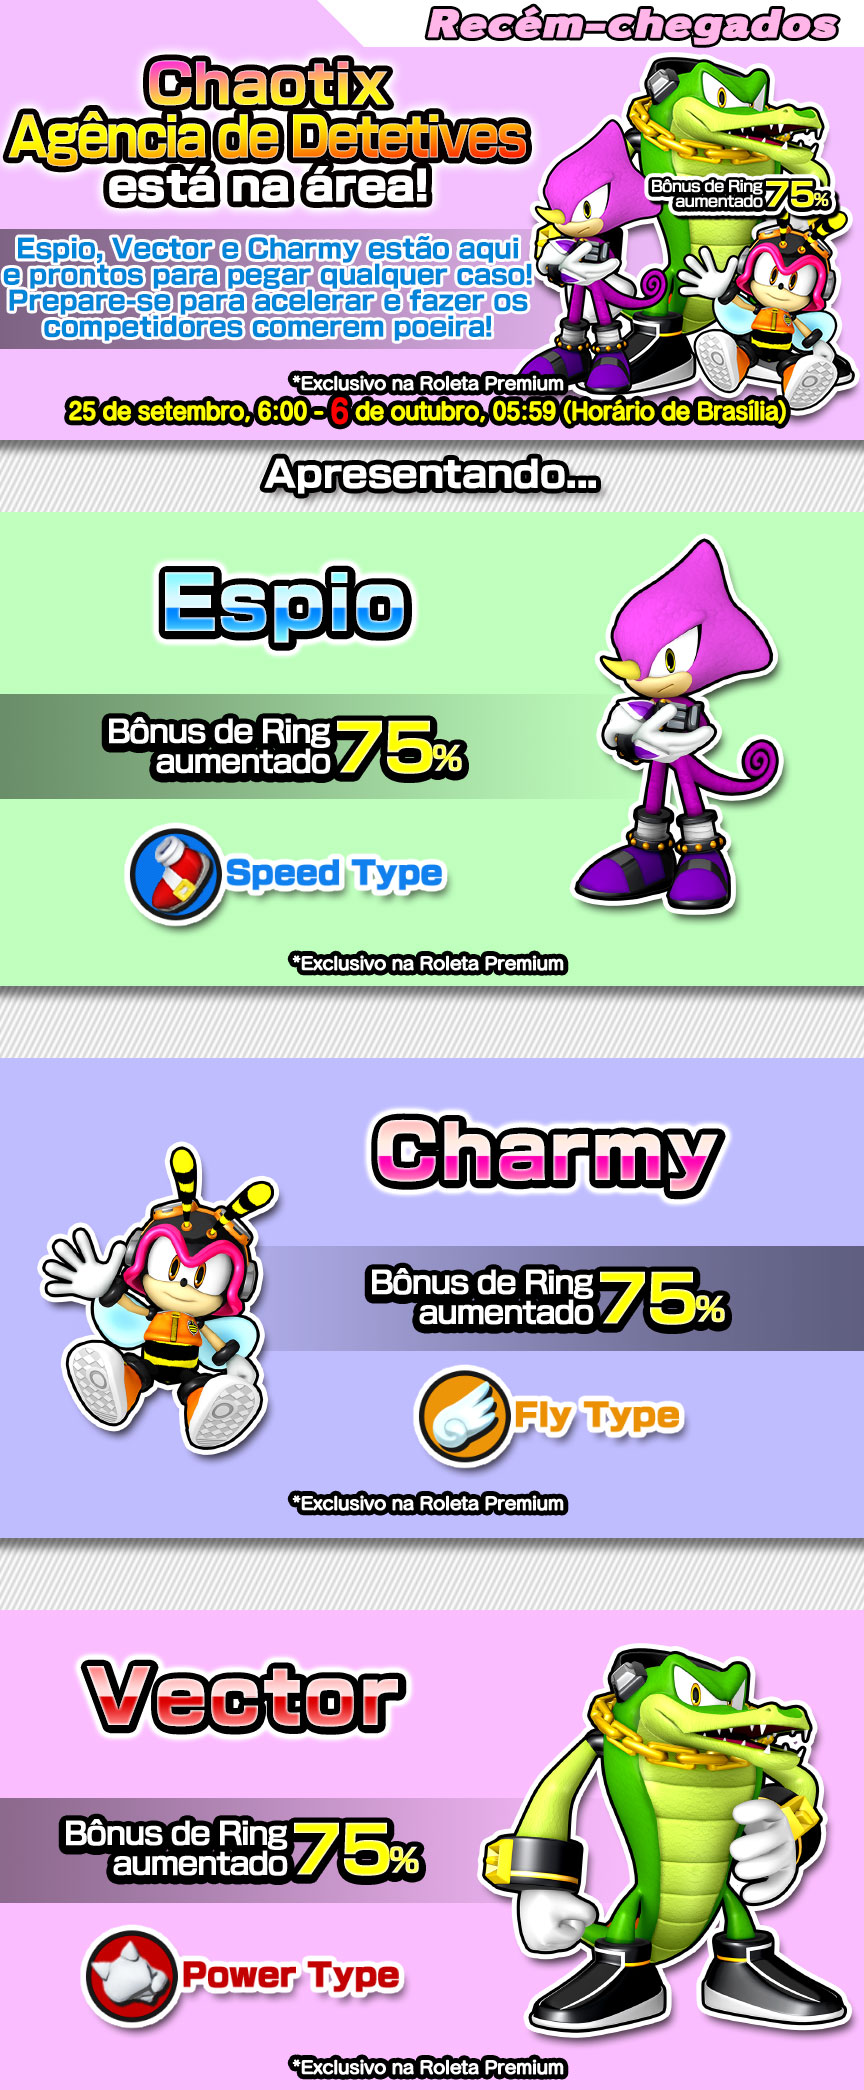 Recém-chegados
Chaotix
Agência de Detetives
está na área!
Bônus de Ring
aumentado 75%
Espio, Vector e Charmy estão aqui
e prontos para pegar qualquer caso!
Prepare-se para acelerar e fazer os
competidores comerem poeira!
*Exclusivo na Roleta Premium
25 de setembro, 6:00 - 6 de outubro, 05:59 (Horário de Brasília)
Apresentando...
Espio
Bônus de Ring
aumentado 75%
Speed Type
*Exclusivo na Roleta Premium
Charmy
Bônus de Ring
aumentado 75%
Fly Type
*Exclusivo na Roleta Premium
Vector
Bônus de Ring
aumentado 75%
Power Type
*Exclusivo na Roleta Premium